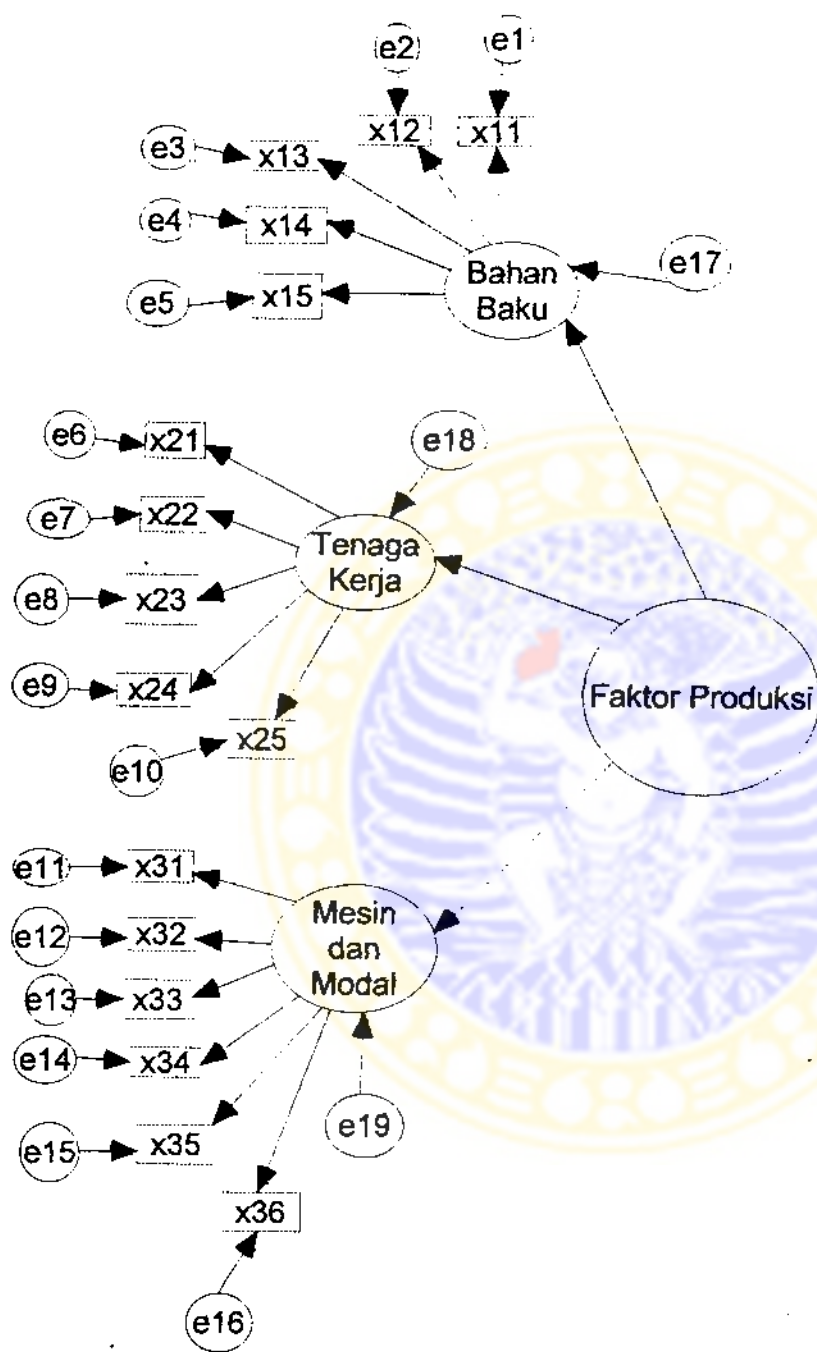 e2
e1
x12
x11
e3
x13
e4
x14
Bahan
Baku
e17
e5
x15
e6
x21
e18
e7
x22
Tenaga
Kerja
e8
x23
e9
x24
Faktor Produksi
x25
e10
e11
x31
Mesin
dan
Modal
e12
x32
e13
x33
e14
x34
e15
x35
e19
x36
e16